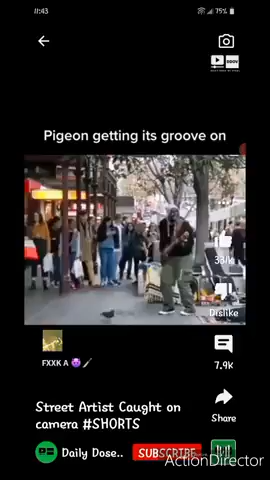 11:43
75%
Pigeon getting its groove on
Dislike
FXXK A
7.9k
Share
Street Artist Caught on
camera #SHORTS
Daily Dose..
SUBSCRIBE
ActionDirector